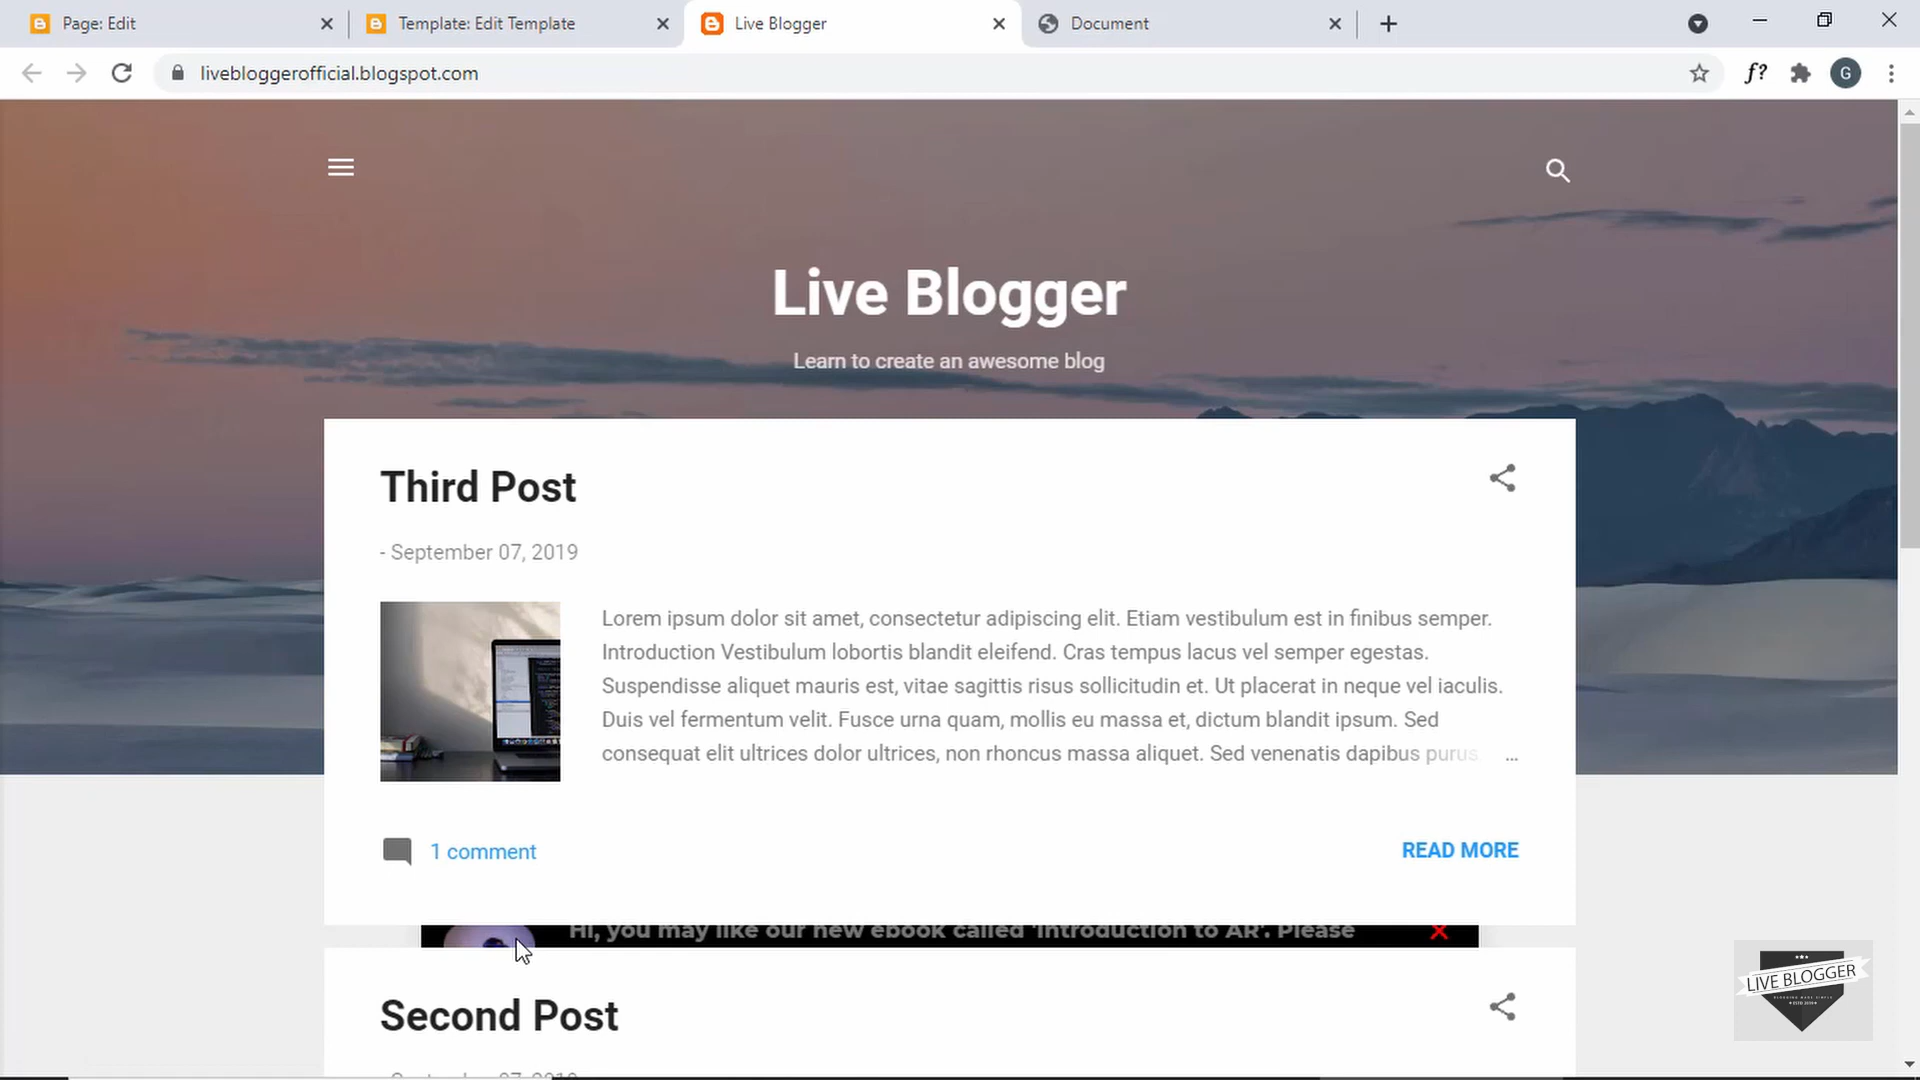 Page: Edit
Template: Edit Template
Live Blogger
Document
livebloggerofficial.blogspot.com
f?
G
Live Blogger
Learn to create an awesome blog
Third Post
- September 07, 2019
Lorem ipsum dolor sit amet, consectetur adipiscing elit. Etiam vestibulum est in finibus semper.
Introduction Vestibulum lobortis blandit eleifend. Cras tempus lacus vel semper egestas.
Suspendisse aliquet mauris est, vitae sagittis risus sollicitudin et. Ut placerat in neque vel iaculis.
Duis vel fermentum velit. Fusce urna quam, mollis eu massa et, dictum blandit ipsum. Sed
consequat elit ultrices dolor ultrices, non rhoncus massa aliquet. Sed venenatis dapibus purus ...
1 comment
READ MORE
Hi, you may like our new ebook called 'Introduction to AR'. Please
LIVE BLOGGER
Second Post